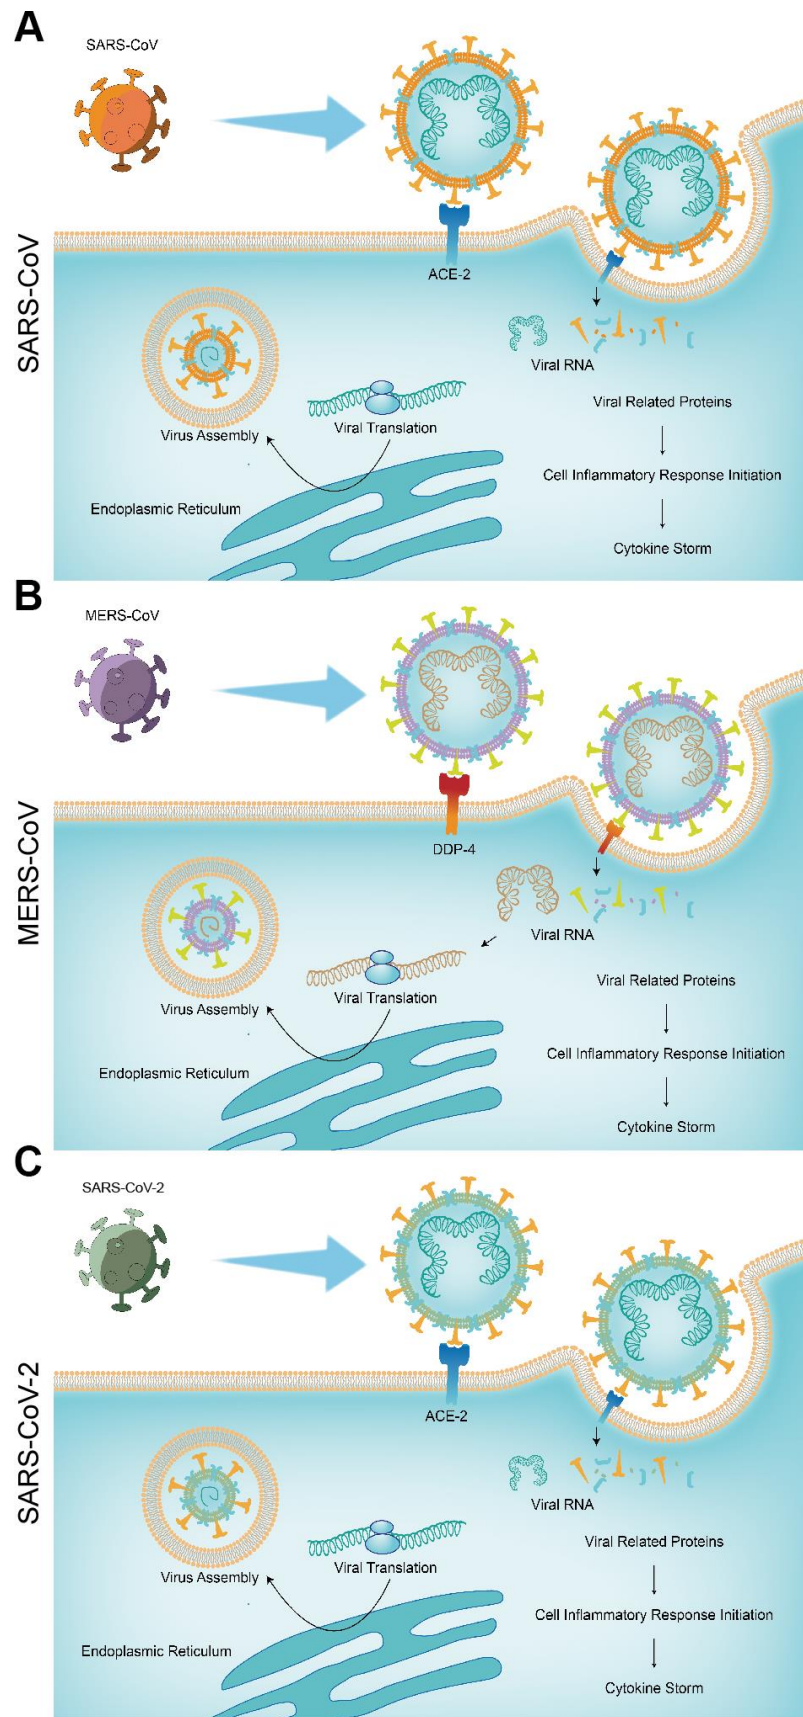 A
SARS-CoV
SARS-CoV
ACE-2
Viral RNA
Viral Related Proteins
Virus Assembly
Viral Translation
Cell Inflammatory Response Initiation
Endoplasmic Reticulum
Cytokine Storm
B
MERS-CoV
MERS-CoV
DDP-4
Viral RNA
Viral Related Proteins
Virus Assembly
Viral Translation
Cell Inflammatory Response Initiation
Endoplasmic Reticulum
Cytokine Storm
C
SARS-CoV-2
SARS-CoV-2
ACE-2
Viral RNA
Viral Related Proteins
Virus Assembly
Viral Translation
Cell Inflammatory Response Initiation
Endoplasmic Reticulum
Cytokine Storm